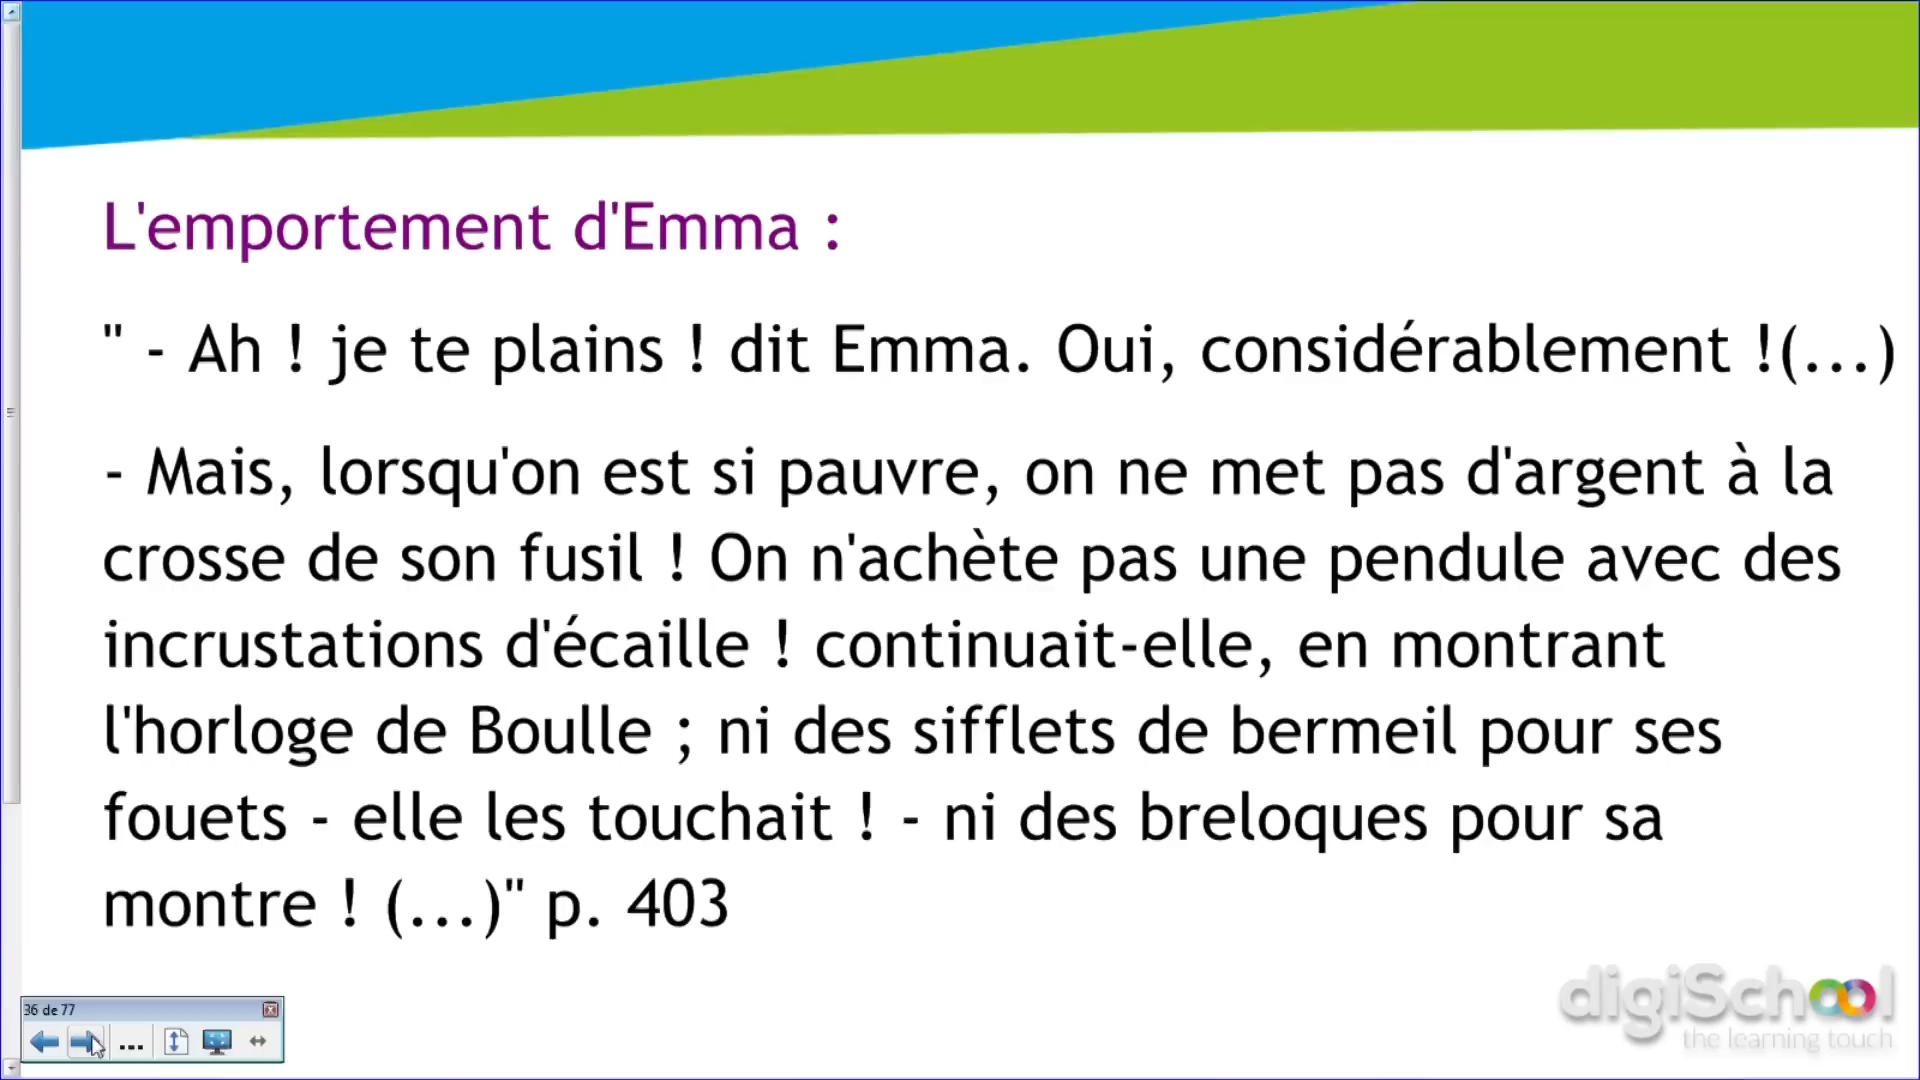 L'emportement d'Emma :
" - Ah ! je te plains ! dit Emma. Oui, considérablement !(...)
- Mais, lorsqu'on est si pauvre, on ne met pas d'argent à la
crosse de son fusil ! On n'achète pas une pendule avec des
incrustations d'écaille ! continuait-elle, en montrant
l'horloge de Boulle ; ni des sifflets de bermeil pour ses
fouets - elle les touchait ! - ni des breloques pour sa
montre ! (...)" p. 403
digiSchool
the learning touch
36 de 77
...